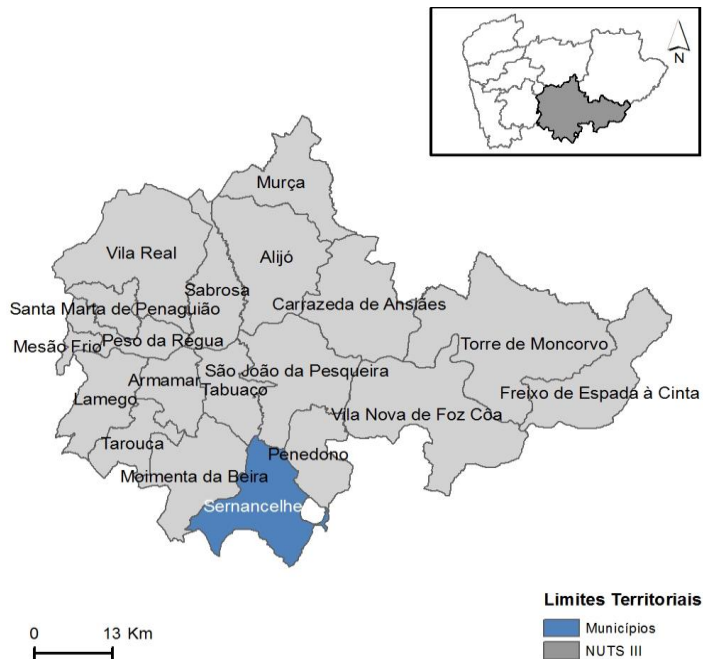 N
Murça
Vila Real
Alijó
Sabrosa
Carrazeda de Ansiães
Santa Marta de Penaguião
Mesão Frio
Peso da Régua
Torre de Moncorvo
São João da Pesqueira
Armamar
Tabuaço
Lamego
Freixo de Espada à Cinta
Vila Nova de Foz Côa
Tarouca
Penedono
Moimenta da Beira
Sernancelhe
Limites Territoriais
0 13 Km
Municípios
NUTS III